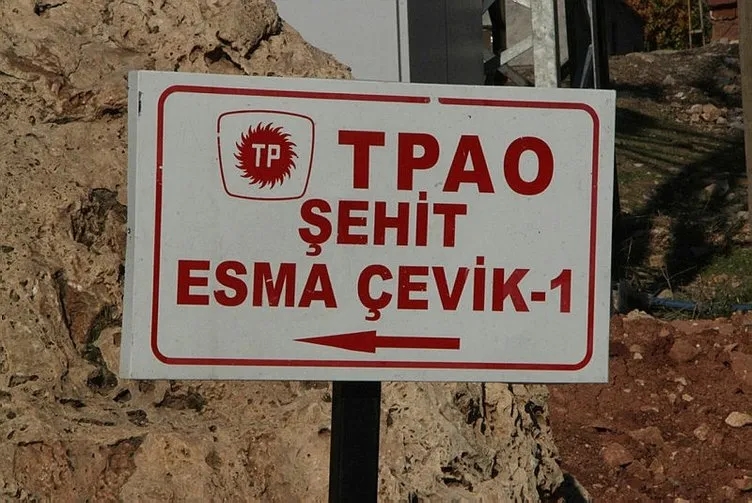 TP TPAO
ŞEHİT
ESMA ÇEVİK-1